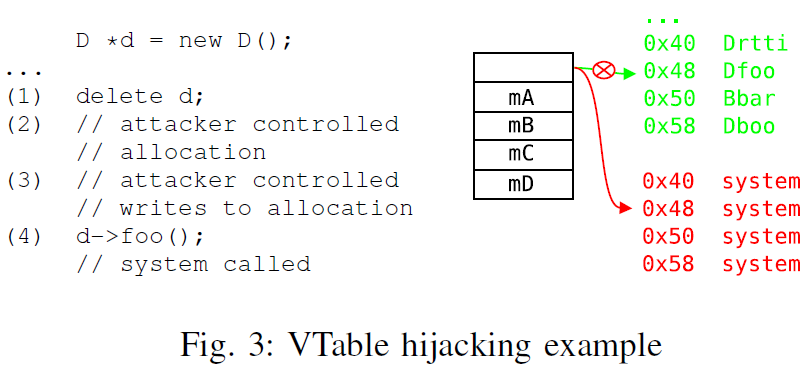 D *d = new D();
...
(1) delete d;
(2) // attacker controlled
// allocation
(3) // attacker controlled
// writes to allocation
(4) d->foo();
// system called
mA
mB
mC
mD
...
0x40 Drtti
0x48 Dfoo
0x50 Bbar
0x58 Dboo
0x40 system
0x48 system
0x50 system
0x58 system
Fig. 3: VTable hijacking example